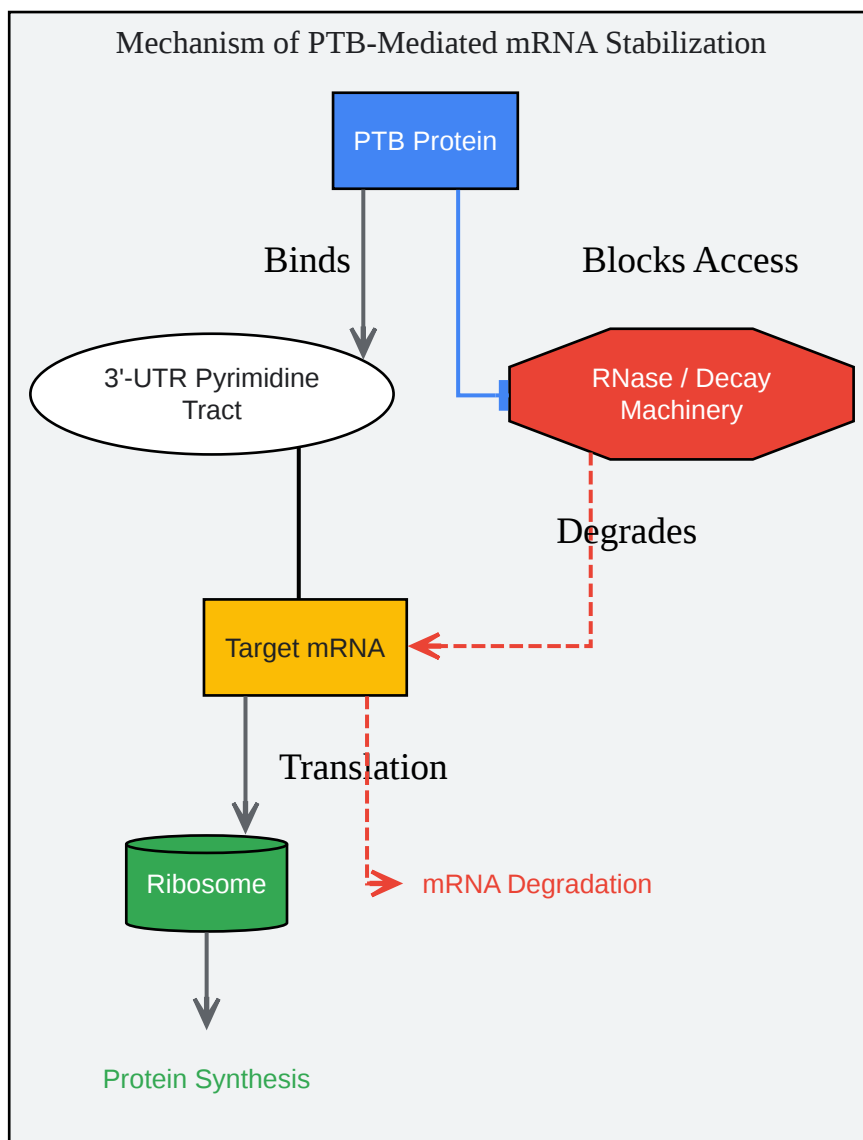 Mechanism of PTB-Mediated mRNA Stabilization
PTB Protein
Binds
Blocks Access
3'-UTR Pyrimidine
Tract
RNase / Decay
Machinery
Degrades
Target mRNA
Translation
Ribosome
mRNA Degradation
Protein Synthesis